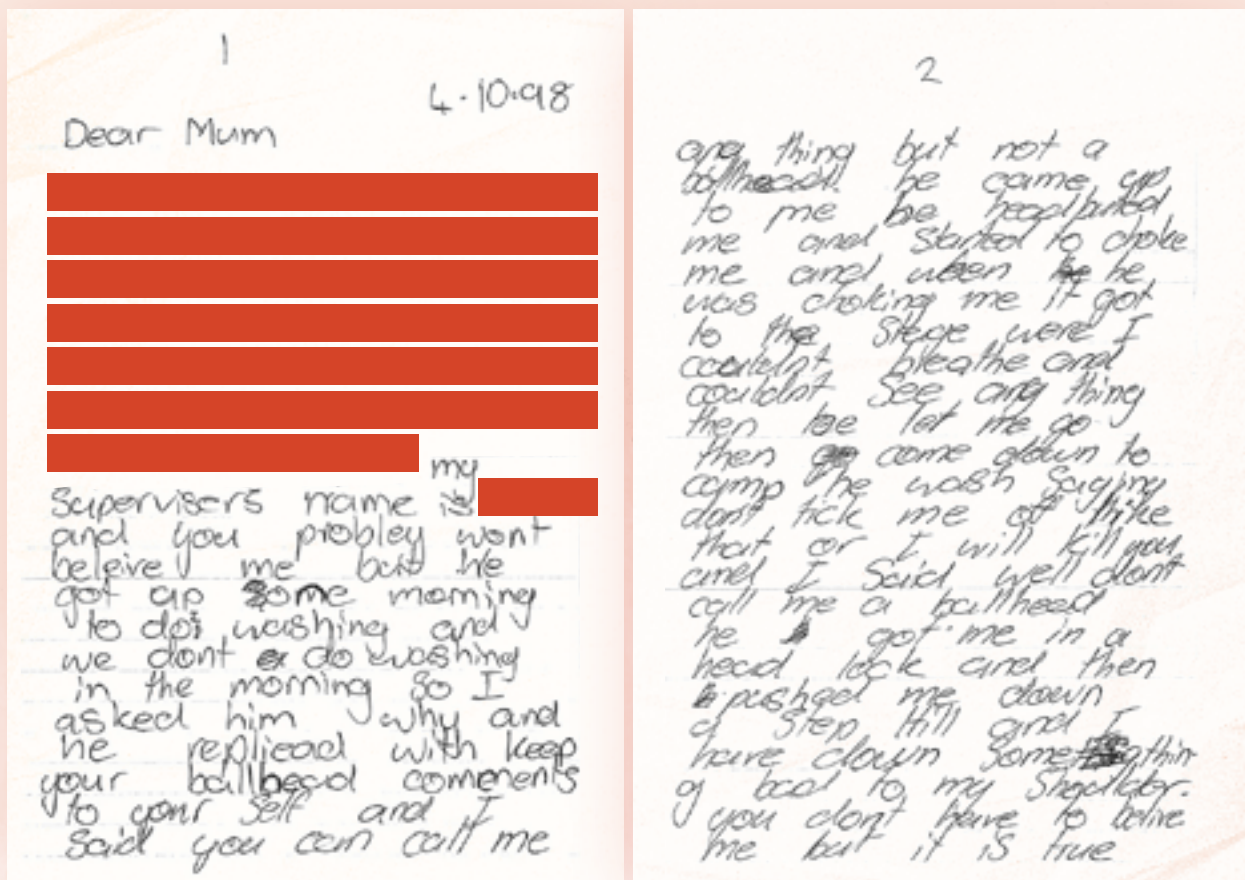 1
4.10.98
Dear Mum
my
supervisers name is
and you probley wont
beleive me but he
got up some morning
to do washing and
we dont do washing
in the morning so I
asked him why and
he replicad with keep
your ballhead coments
to your self and I
said you can call me
2
any thing but not a
ballhead. he came up
to me he headbuted
me and started to choke
me and when he
was choking me it got
to the stege were I
couldnt breathe and
couldnt see any thing
then he let me go
then come down to
camp the wash saying
dont tick me of like
that or I will kill you
and I said well dont
call me a ballhead
he got me in a
head lock and then
pushed me down
a step hill and I
have down somethin
g bad to my shoulder.
you dont have to belive
me but it is true